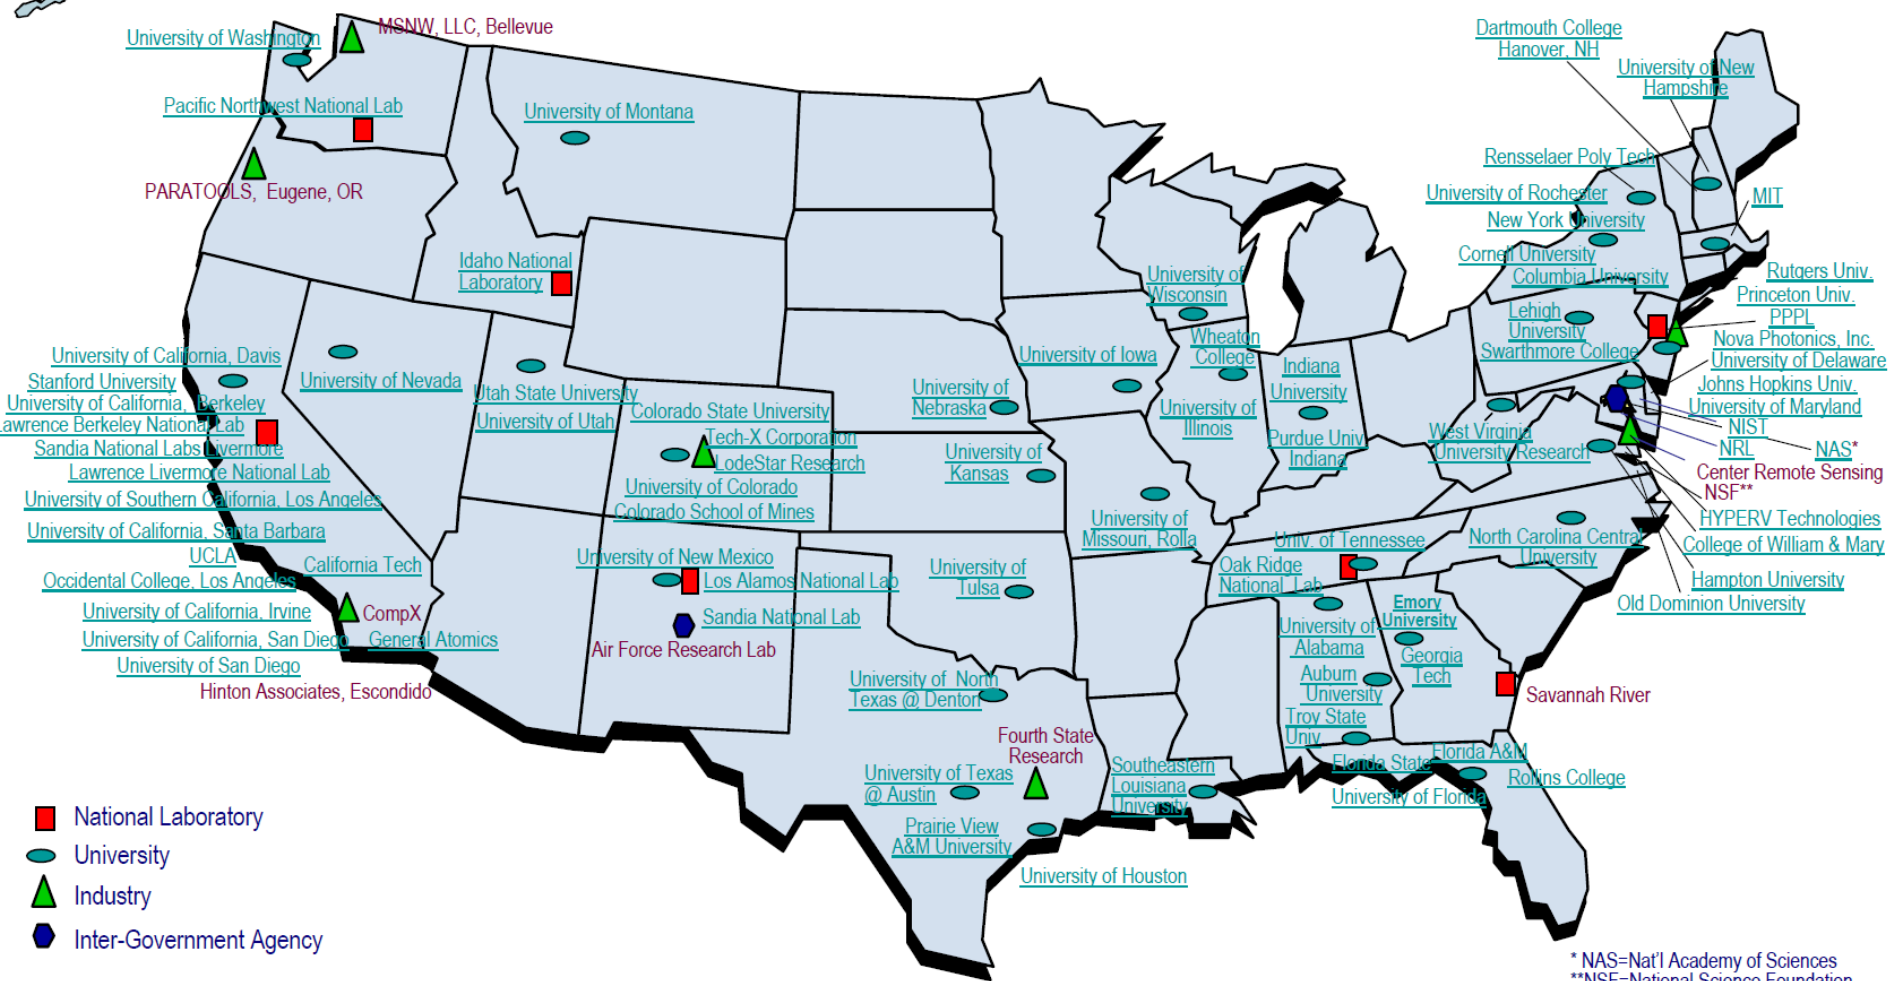 University of Washington
MSNW, LLC, Bellevue
Pacific Northwest National Lab
PARATOOLS, Eugene, OR
University of Montana
Idaho National
Laboratory
University of California, Davis
Stanford University
University of California, Berkeley
Lawrence Berkeley National Lab
Sandia National Labs Livermore
Lawrence Livermore National Lab
University of Southern California, Los Angeles
University of California, Santa Barbara
UCLA
California Tech
Occidental College, Los Angeles
University of California, Irvine
CompX
University of California, San Diego
General Atomics
University of San Diego
Hinton Associates, Escondido
University of Nevada
Utah State University
University of Utah
Colorado State University
Tech-X Corporation
LodeStar Research
University of Colorado
Colorado School of Mines
University of New Mexico
Los Alamos National Lab
Sandia National Lab
Air Force Research Lab
University of
Nebraska
University of
Kansas
University of
Tulsa
University of North
Texas @ Denton
Fourth State
Research
University of Texas
@ Austin
Prairie View
A&M University
University of Houston
University of Iowa
University of
Wisconsin
Wheaton
College
University of
Illinois
Indiana
University
Purdue Univ
Indiana
University of
Missouri, Rolla
Southeastern
Louisiana
University
Univ. of Tennessee
Oak Ridge
National Lab
University of
Alabama
Auburn
University
Troy State
Univ
Emory
University
Georgia
Tech
Savannah River
Florida State
Florida A&M
Rollins College
University of Florida
North Carolina Central
University
West Virginia
University Research
Dartmouth College
Hanover, NH
University of New
Hampshire
Rensselaer Poly Tech
University of Rochester
New York University
Cornell University
Columbia University
MIT
Lehigh
University
Swarthmore College
Rutgers Univ.
Princeton Univ.
PPPL
Nova Photonics, Inc.
University of Delaware
Johns Hopkins Univ.
University of Maryland
NIST
NRL
NAS*
Center Remote Sensing
NSF**
HYPERV Technologies
College of William & Mary
Hampton University
Old Dominion University
National Laboratory
University
Industry
Inter-Government Agency
* NAS=Nat'l Academy of Sciences
**NSF=National Science Foundation